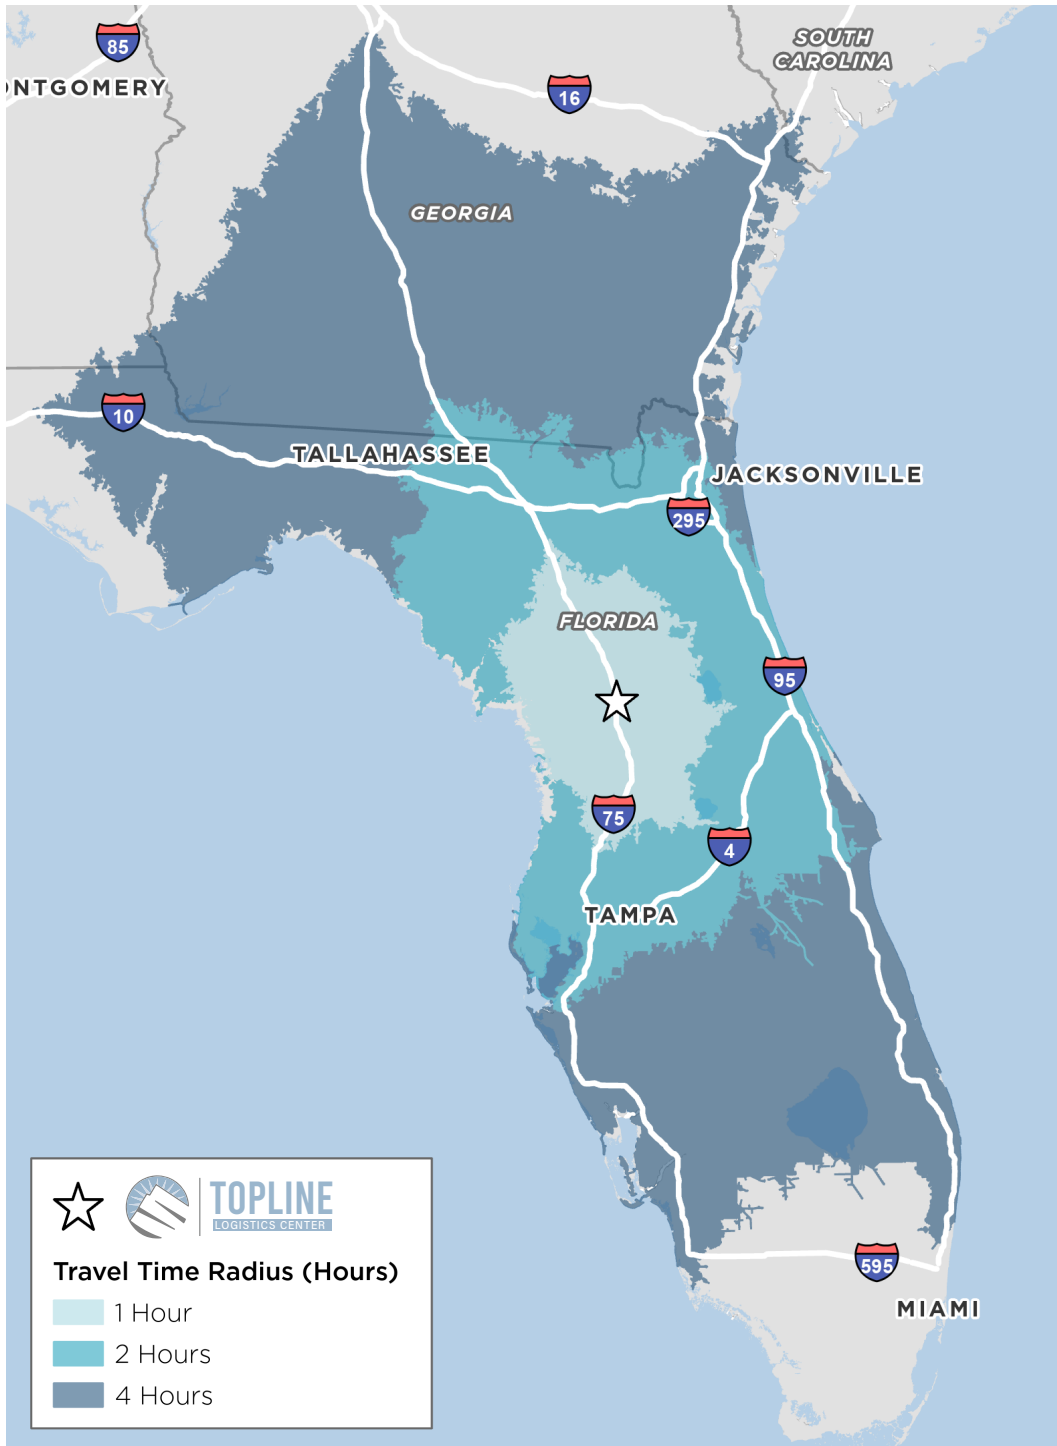 85
ONTGOMERY
SOUTH
CAROLINA
16
GEORGIA
10
TALLAHASSEE
JACKSONVILLE
295
FLORIDA
95
75
4
TAMPA
595
MIAMI
TOPLINE
LOGISTICS CENTER
Travel Time Radius (Hours)
1 Hour
2 Hours
4 Hours